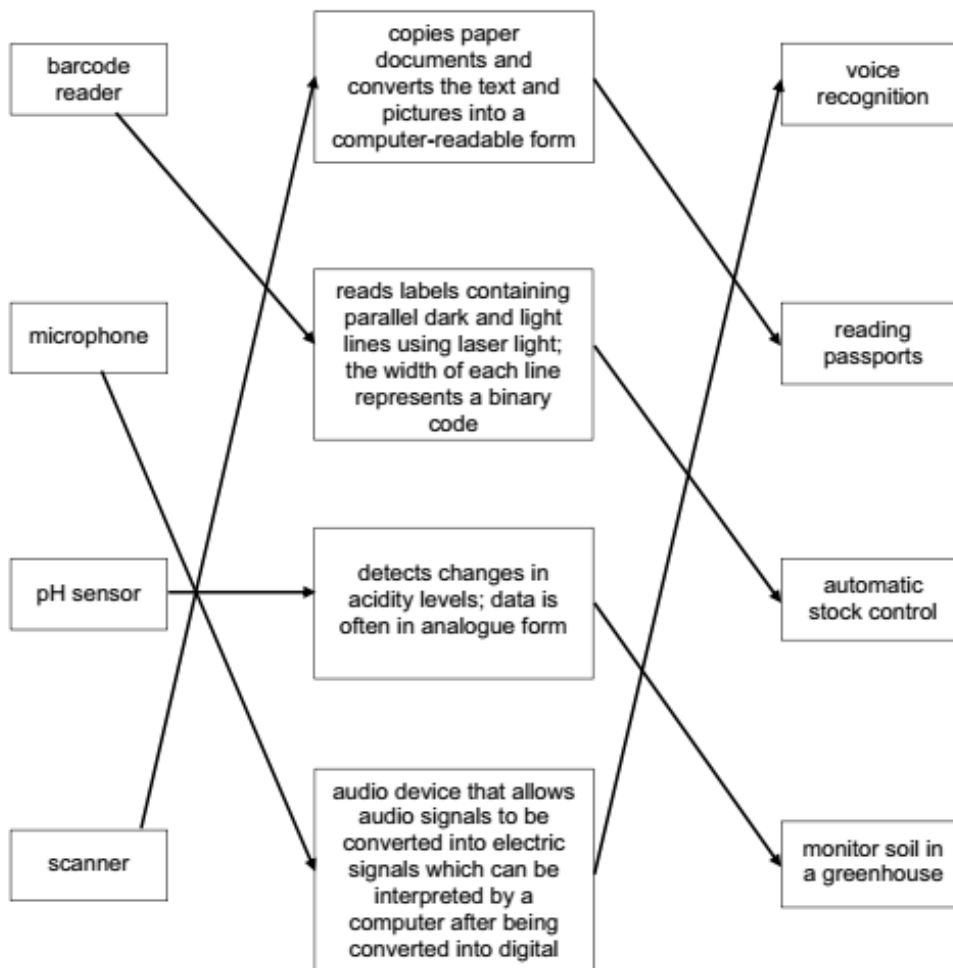 barcode
reader
microphone
pH sensor
scanner
copies paper
documents and
converts the text and
pictures into a
computer-readable form
reads labels containing
parallel dark and light
lines using laser light;
the width of each line
represents a binary
code
detects changes in
acidity levels; data is
often in analogue form
audio device that allows
audio signals to be
converted into electric
signals which can be
interpreted by a
computer after being
converted into digital
voice
recognition
reading
passports
automatic
stock control
monitor soil in
a greenhouse